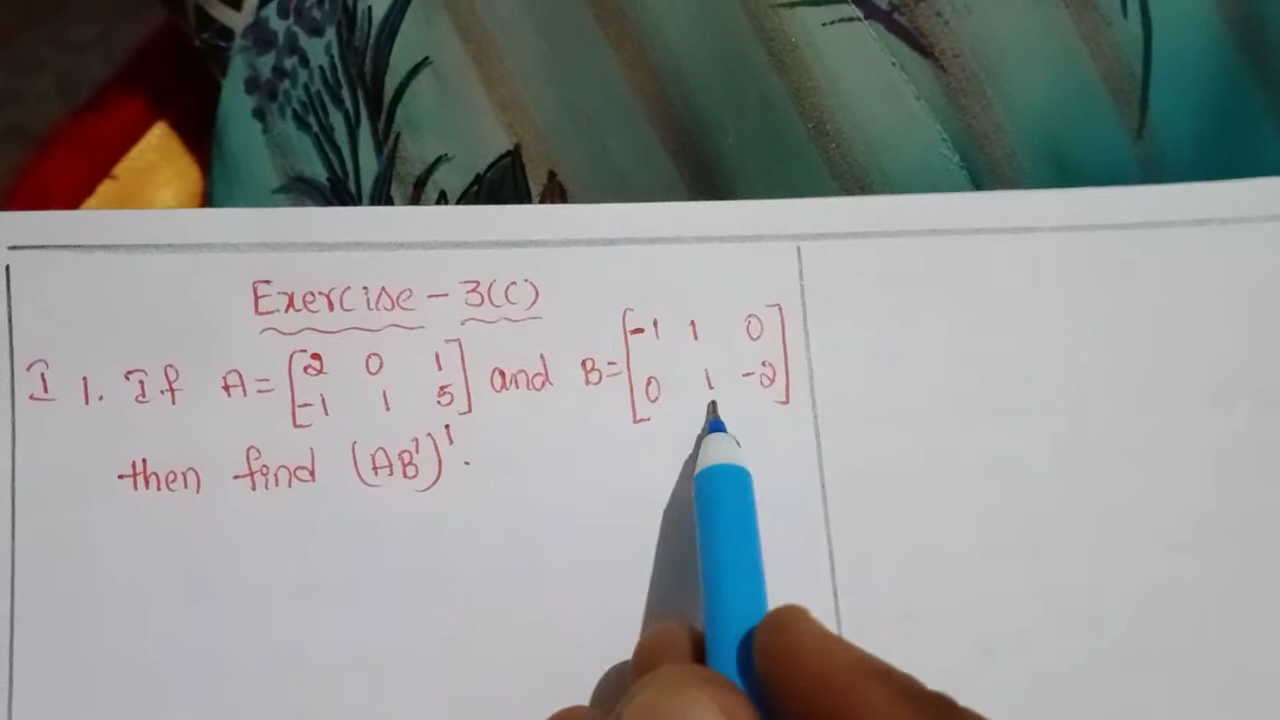 Exercise - 3(C)
I 1. If A = [2 0 1 and B = [-1 1 0
-1 1 5] 0 1 -2]
then find (AB')'.